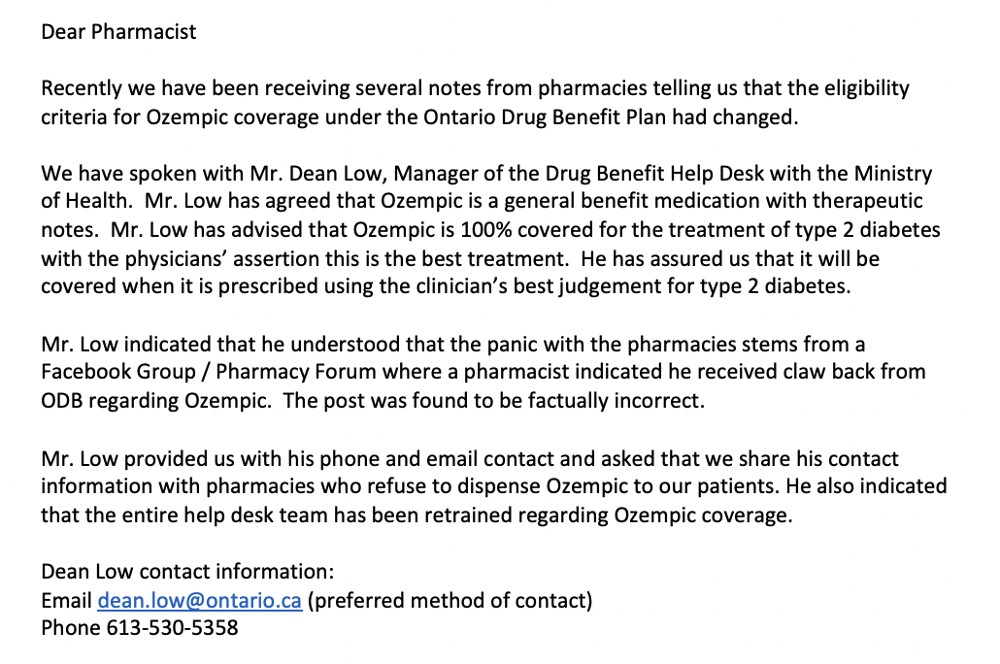 Dear Pharmacist
Recently we have been receiving several notes from pharmacies telling us that the eligibility
criteria for Ozempic coverage under the Ontario Drug Benefit Plan had changed.
We have spoken with Mr. Dean Low, Manager of the Drug Benefit Help Desk with the Ministry
of Health.  Mr. Low has agreed that Ozempic is a general benefit medication with therapeutic
notes.  Mr. Low has advised that Ozempic is 100% covered for the treatment of type 2 diabetes
with the physicians’ assertion this is the best treatment.  He has assured us that it will be
covered when it is prescribed using the clinician’s best judgement for type 2 diabetes.
Mr. Low indicated that he understood that the panic with the pharmacies stems from a
Facebook Group / Pharmacy Forum where a pharmacist indicated he received claw back from
ODB regarding Ozempic.  The post was found to be factually incorrect.
Mr. Low provided us with his phone and email contact and asked that we share his contact
information with pharmacies who refuse to dispense Ozempic to our patients. He also indicated
that the entire help desk team has been retrained regarding Ozempic coverage.
Dean Low contact information:
Email dean.low@ontario.ca (preferred method of contact)
Phone 613-530-5358